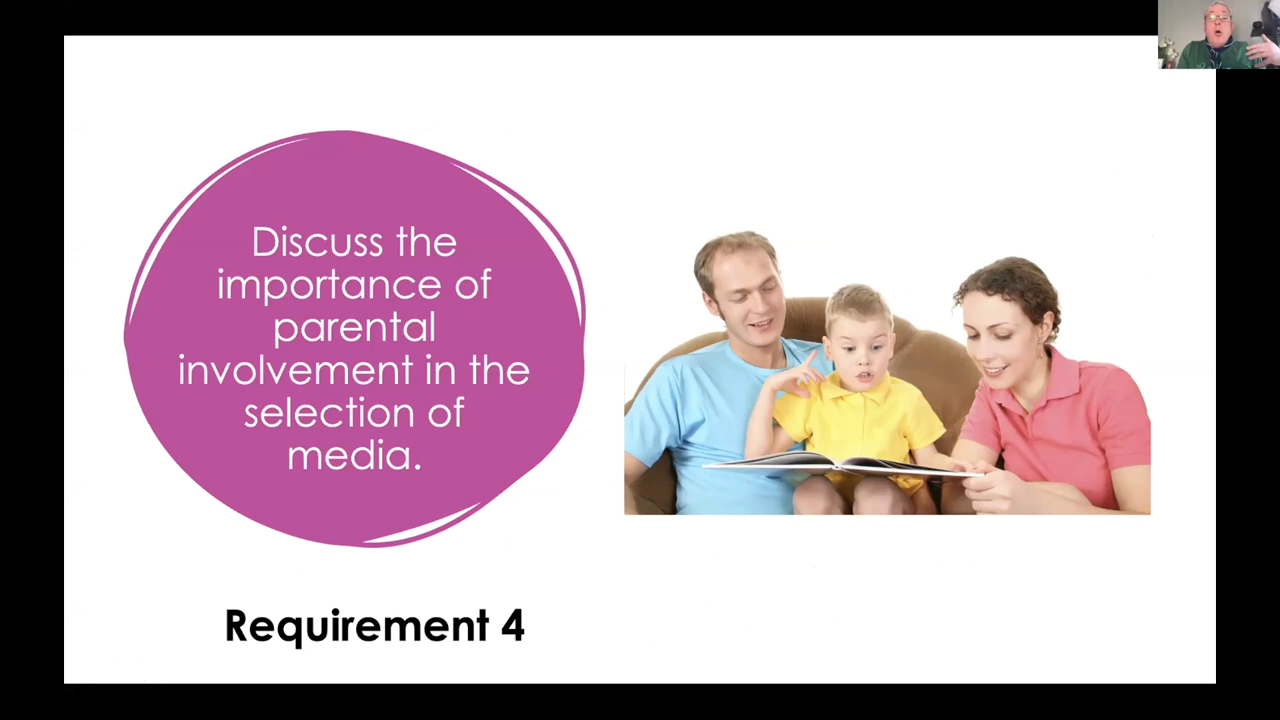 Discuss the
importance of
parental
involvement in the
selection of
media.
Requirement 4